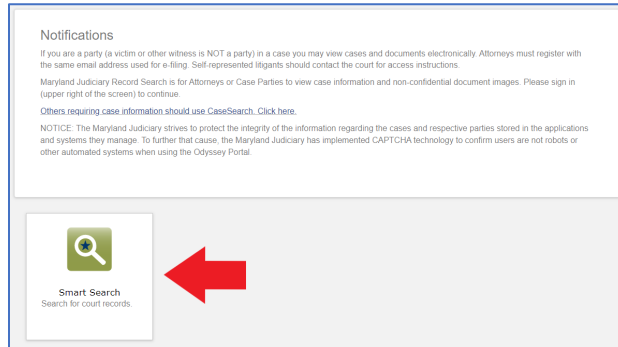 Notifications
If you are a party (a victim or other witness is NOT a party) in a case you may view cases and documents electronically. Attorneys must register with
the same email address used for e-filing. Self-represented litigants should contact the court for access instructions.
Maryland Judiciary Record Search is for Attorneys or Case Parties to view case information and non-confidential document images. Please sign in
(upper right of the screen) to continue.
Others requiring case information should use CaseSearch. Click here.
NOTICE: The Maryland Judiciary strives to protect the integrity of the information regarding the cases and respective parties stored in the applications
and systems they manage. To further that cause, the Maryland Judiciary has implemented CAPTCHA technology to confirm users are not robots or
other automated systems when using the Odyssey Portal.
Smart Search
Search for court records.